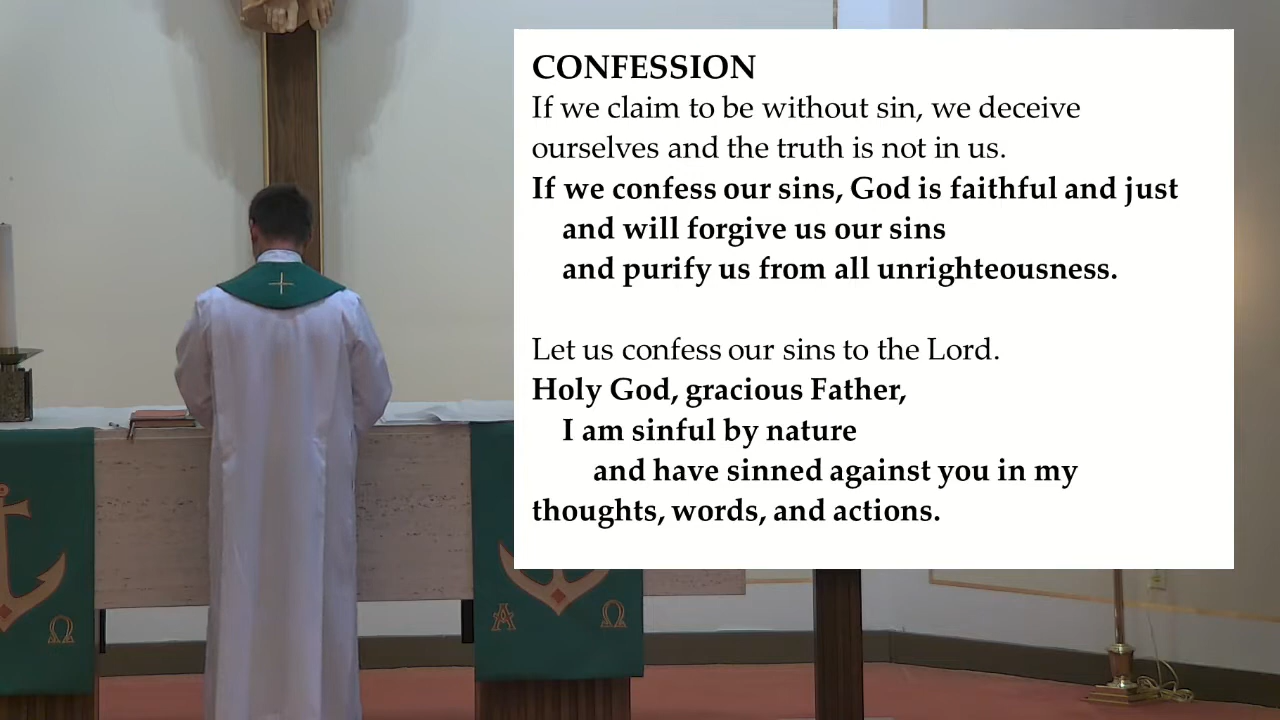 CONFESSION
If we claim to be without sin, we deceive
ourselves and the truth is not in us.
If we confess our sins, God is faithful and just
and will forgive us our sins
and purify us from all unrighteousness.
Let us confess our sins to the Lord.
Holy God, gracious Father,
I am sinful by nature
and have sinned against you in my
thoughts, words, and actions.
Ω
Α Ω